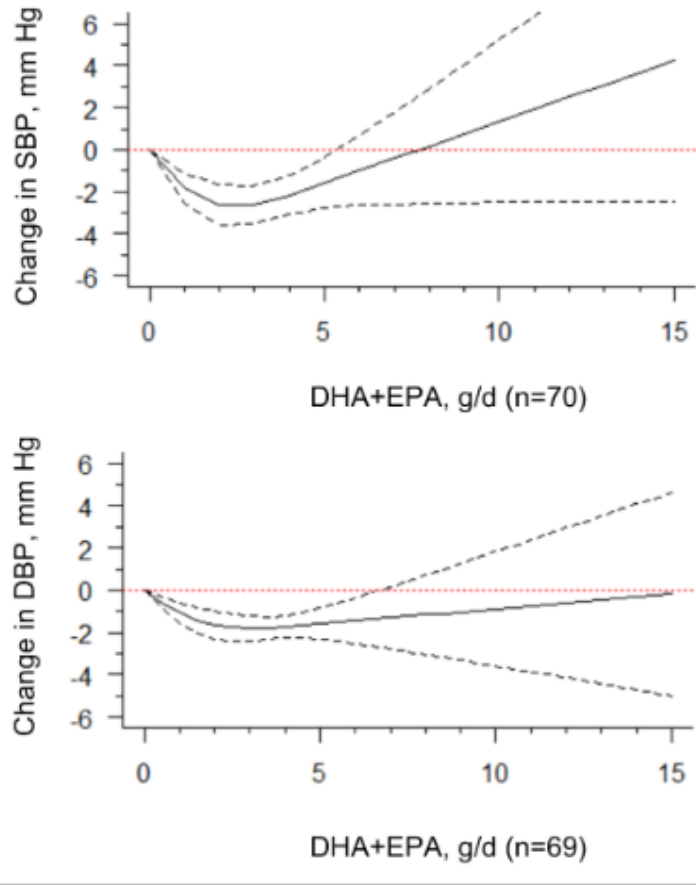 Change in SBP, mm Hg
6
4
2
0
-2
-4
-6
0 5 10 15
DHA+EPA, g/d (n=70)
Change in DBP, mm Hg
6
4
2
0
-2
-4
-6
0 5 10 15
DHA+EPA, g/d (n=69)